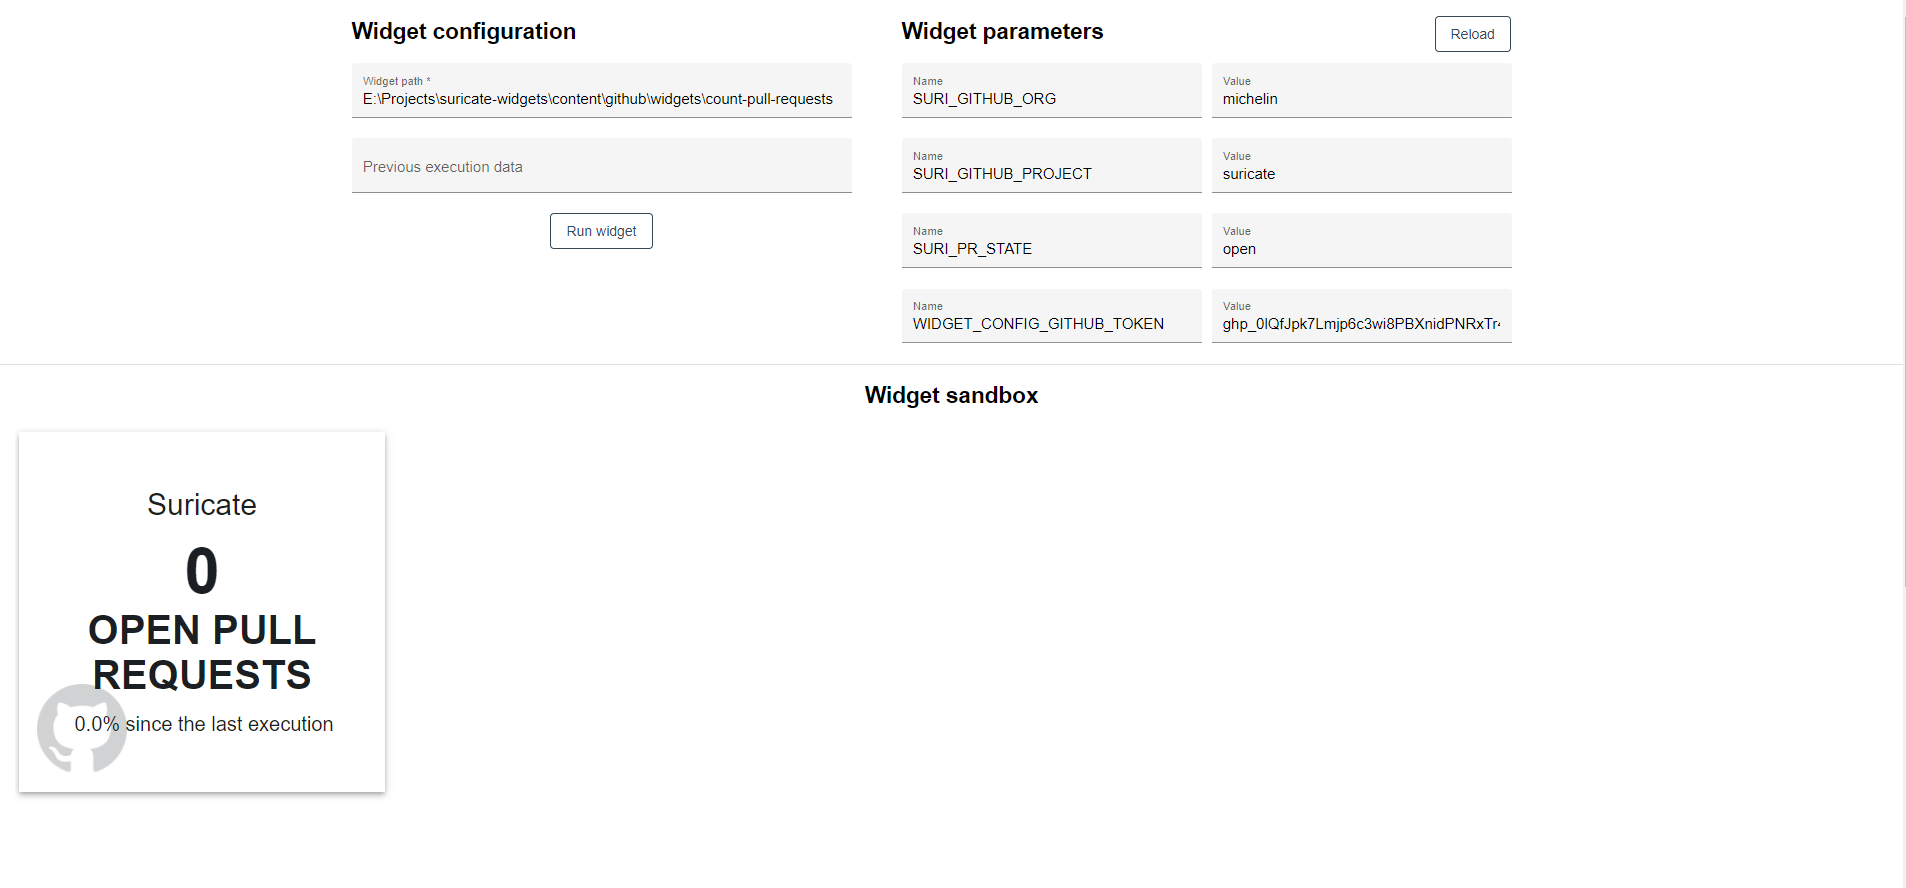 Widget configuration
Widget path *
E:\Projects\suricate-widgets\content\github\widgets\count-pull-requests
Previous execution data
Run widget
Widget parameters
Reload
Name
SURI_GITHUB_ORG
Value
michelin
Name
SURI_GITHUB_PROJECT
Value
suricate
Name
SURI_PR_STATE
Value
open
Name
WIDGET_CONFIG_GITHUB_TOKEN
Value
Widget sandbox
Suricate
0
OPEN PULL
REQUESTS
0.0% since the last execution